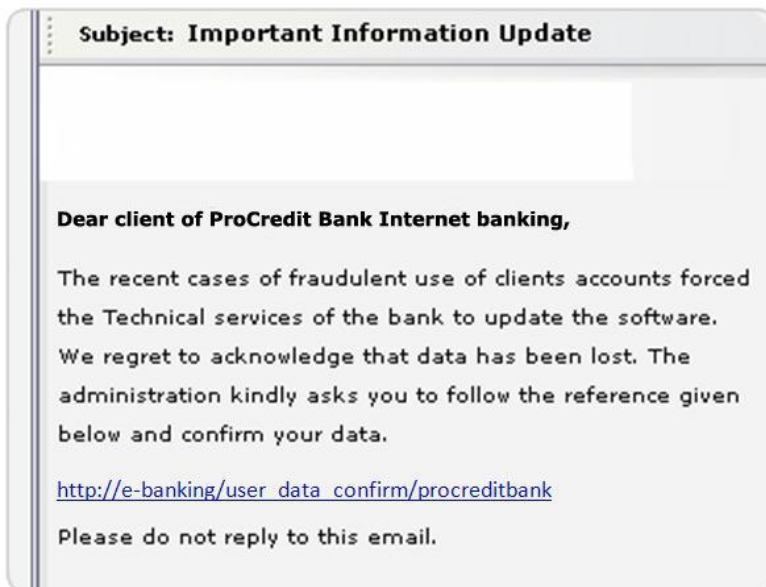 Subject: Important Information Update
Dear client of ProCredit Bank Internet banking,
The recent cases of fraudulent use of clients accounts forced
the Technical services of the bank to update the software.
We regret to acknowledge that data has been lost. The
administration kindly asks you to follow the reference given
below and confirm your data.
http://e-banking/user_data_confirm/procreditbank
Please do not reply to this email.